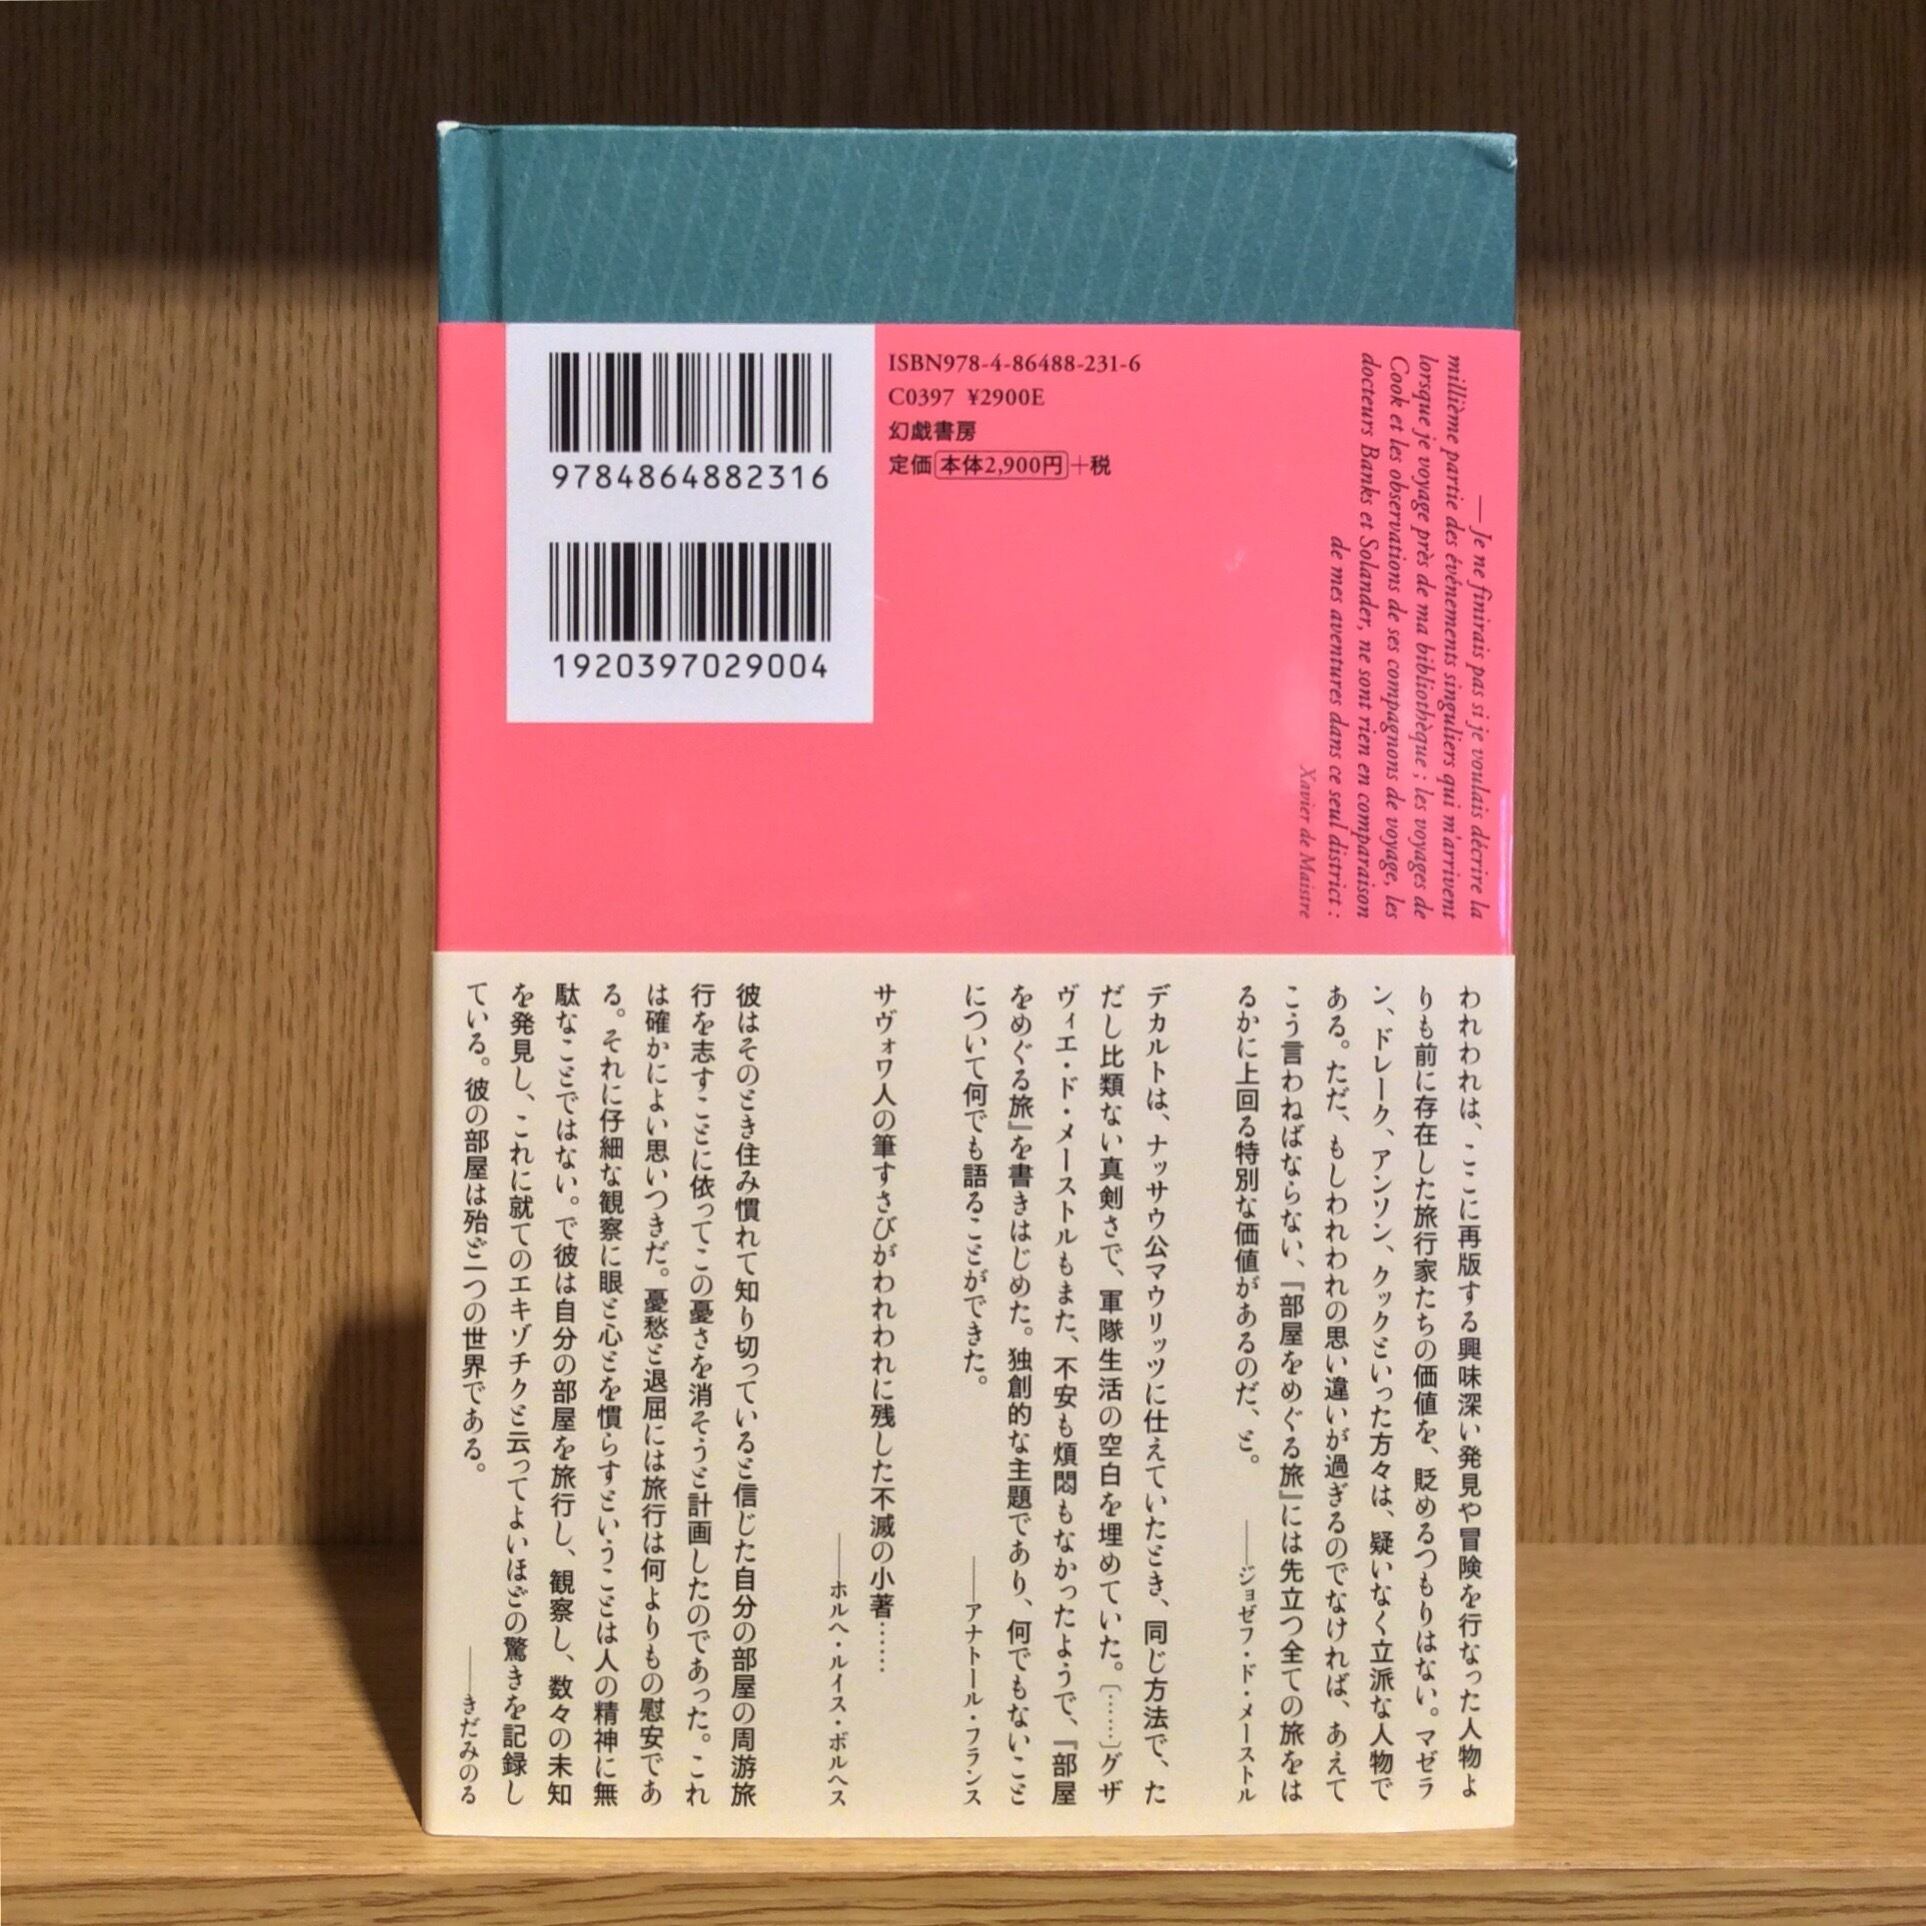 9784864882316
1920397029004
ISBN978-4-86488-231-6
C0397 ¥2900E
幻戯書房
定価 本体2,900円+税
—Je ne finirais pas si je voulais décrire la
millième partie des événements singuliers qui m'arrivent
lorsque je voyage près de ma bibliothèque ; les voyages de
Cook et les observations de ses compagnons de voyage, les
docteurs Banks et Solander, ne sont rien en comparaison
de mes aventures dans ce seul district :
Xavier de Maistre
われわれは、ここに再版する興味深い発見や冒険を行なった人物よ
りも前に存在した旅行家たちの価値を、貶めるつもりはない。マゼラ
ン、ドレーク、アンソン、クックといった方々は、疑いなく立派な人物で
ある。ただ、もしわれわれの思い違いが過ぎるのでなければ、あえて
こう言わねばならない、『部屋をめぐる旅』には先立つ全ての旅をは
るかに上回る特別な価値があるのだ、と。
——ジョゼフ・ド・メーストル
デカルトは、ナッサウ公マウリッツに仕えていたとき、同じ方法で、た
だし比類ない真剣さで、軍隊生活の空白を埋めていた。〔……〕グザ
ヴィエ・ド・メーストルもまた、不安も煩悶もなかったようで、『部屋
をめぐる旅』を書きはじめた。独創的な主題であり、何でもないこと
について何でも語ることができた。
——アナトール・フランス
サヴォワ人の筆すさびがわれわれに残した不滅の小著……
——ホルヘ・ルイス・ボルヘス
彼はそのとき住み慣れて知り切っていると信じた自分の部屋の周游旅
行を志すことに依ってこの憂さを消そうと計画したのであった。これ
は確かによい思いつきだ。憂愁と退屈には旅行は何よりもの慰安であ
る。それに仔細な観察に眼と心とを慣らすということは人の精神に無
駄なことではない。で彼は自分の部屋を旅行し、観察し、数々の未知
を発見し、これに就てのエキゾチクと云ってよいほどの驚きを記録し
ている。彼の部屋は殆ど一つの世界である。
——きだみのる